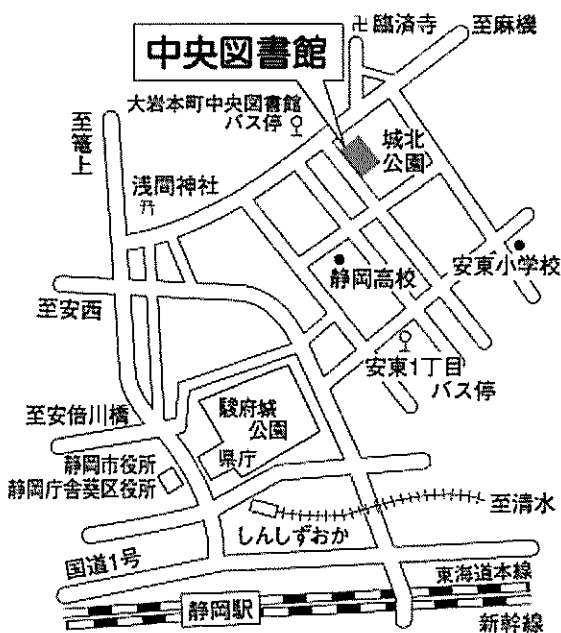 卍臨済寺
至麻機
中央図書館
大岩本町中央図書館
バス停
至籠上
城北
公園
浅間神社
安東小学校
静岡高校
至安西
安東1丁目
バス停
駿府城
公園
至安倍川橋
県庁
静岡市役所
静岡庁舎葵区役所
至清水
しんしずおか
国道1号
東海道本線
静岡駅
新幹線